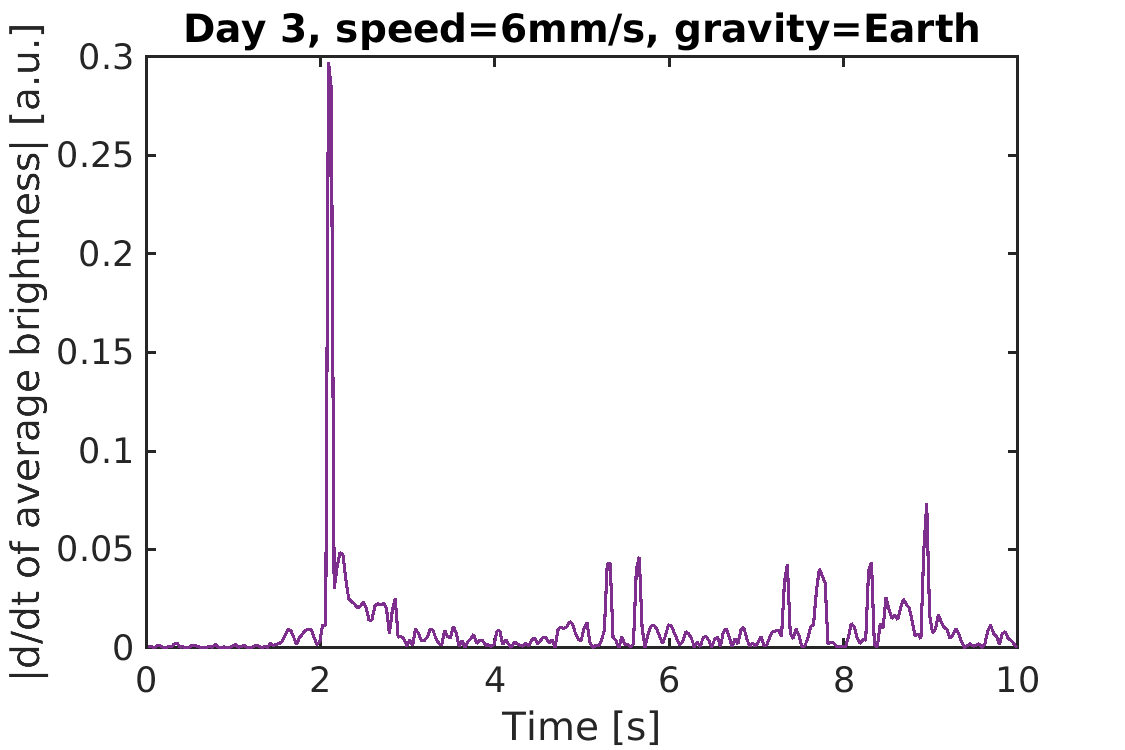 Day 3, speed=6mm/s, gravity=Earth
|d/dt of average brightness| [a.u.]
0.3
0.25
0.2
0.15
0.1
0.05
0
0 2 4 6 8 10
Time [s]